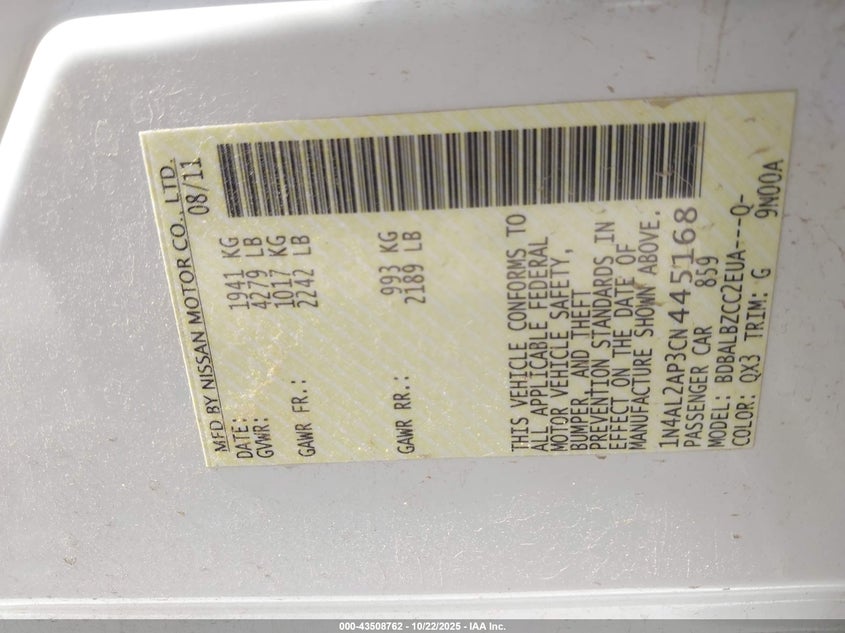 MFD BY NISSAN MOTOR CO., LTD.
DATE: 08/11
GVWR: 1941 KG
4279 LB
GAWR FR.: 1017 KG
2242 LB
GAWR RR.: 993 KG
2189 LB
THIS VEHICLE CONFORMS TO
ALL APPLICABLE FEDERAL
MOTOR VEHICLE SAFETY,
BUMPER, AND THEFT
PREVENTION STANDARDS IN
EFFECT ON THE DATE OF
MANUFACTURE SHOWN ABOVE.
1N4AL2AP3CN445168
PASSENGER CAR 859
MODEL: BDBALBZCC2EUA----Q-
COLOR: QX3 TRIM: G 9N00A
000-43508762 - 10/22/2025 - IAA Inc.